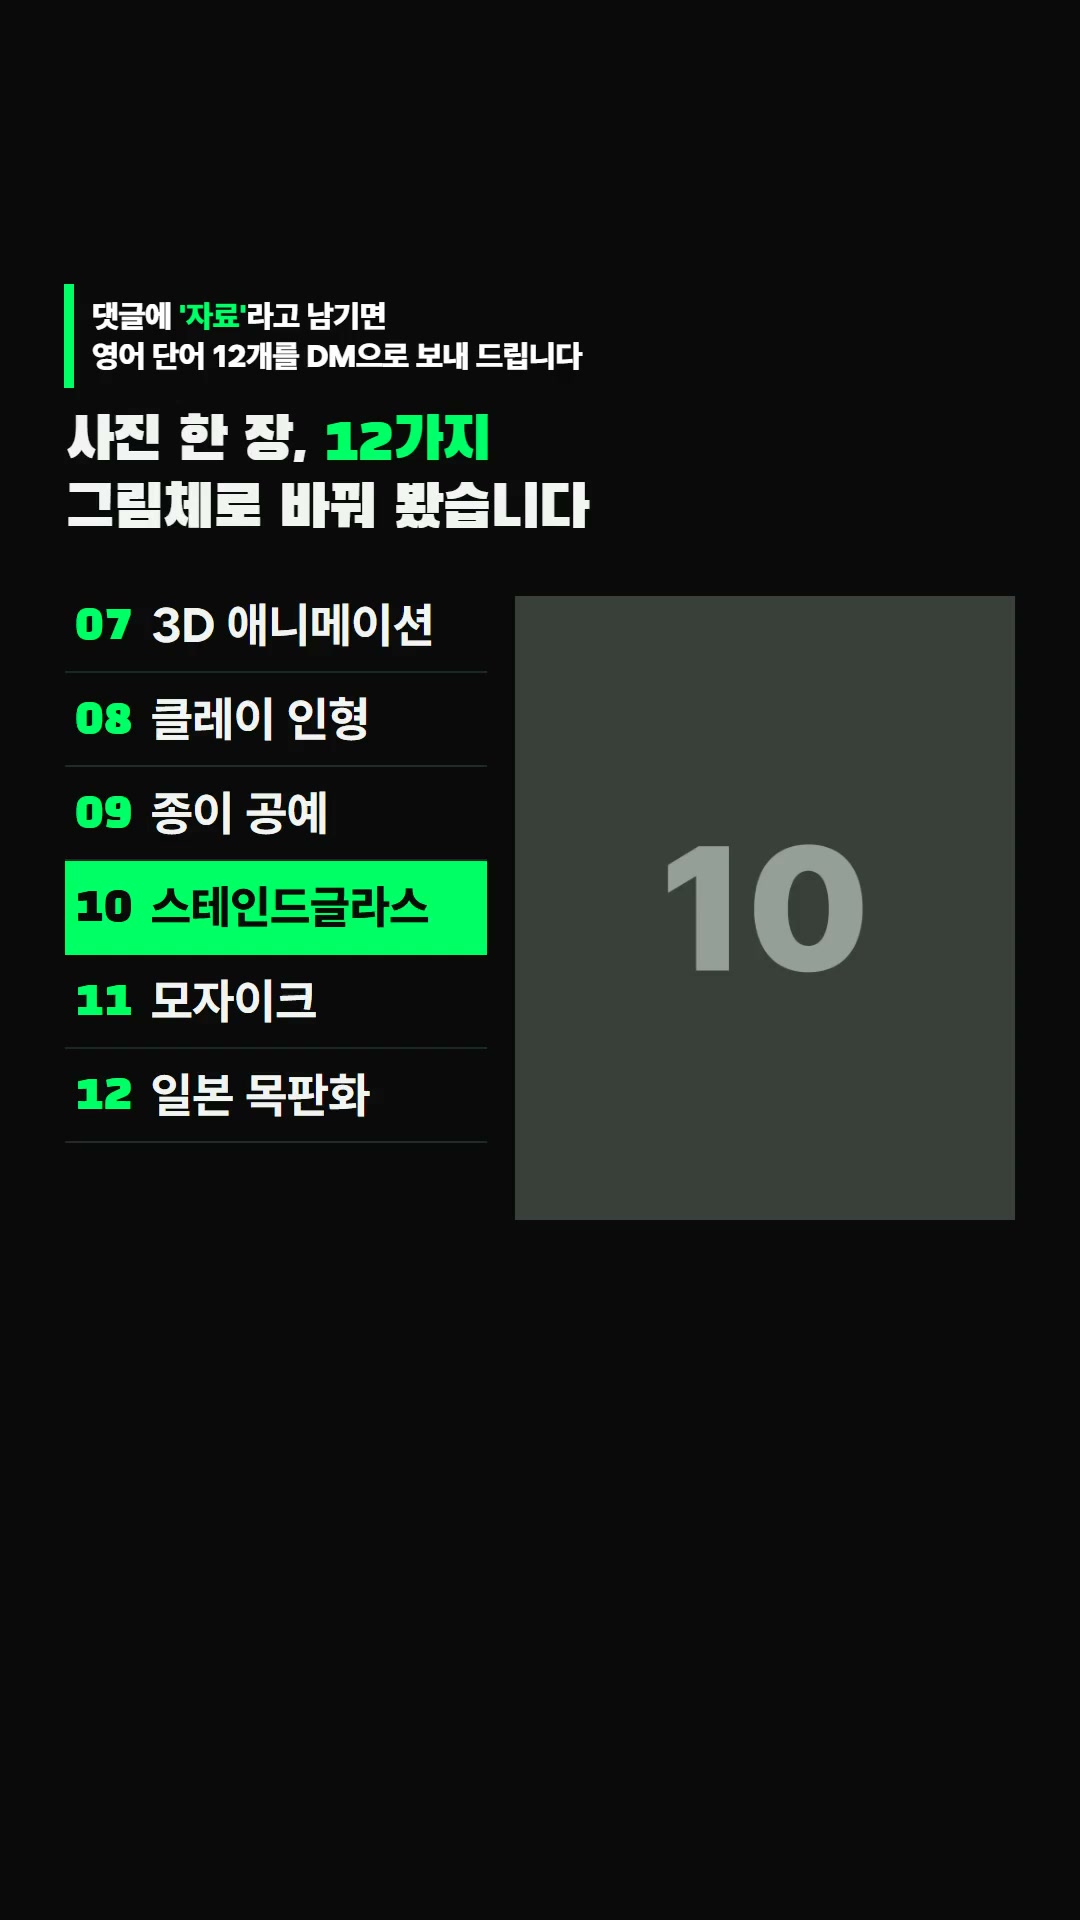 댓글에 '자료'라고 남기면
영어 단어 12개를 DM으로 보내 드립니다
사진 한 장, 12가지
그림체로 바꿔 봤습니다
07 3D 애니메이션
08 클레이 인형
09 종이 공예
10 스테인드글라스
11 모자이크
12 일본 목판화
10